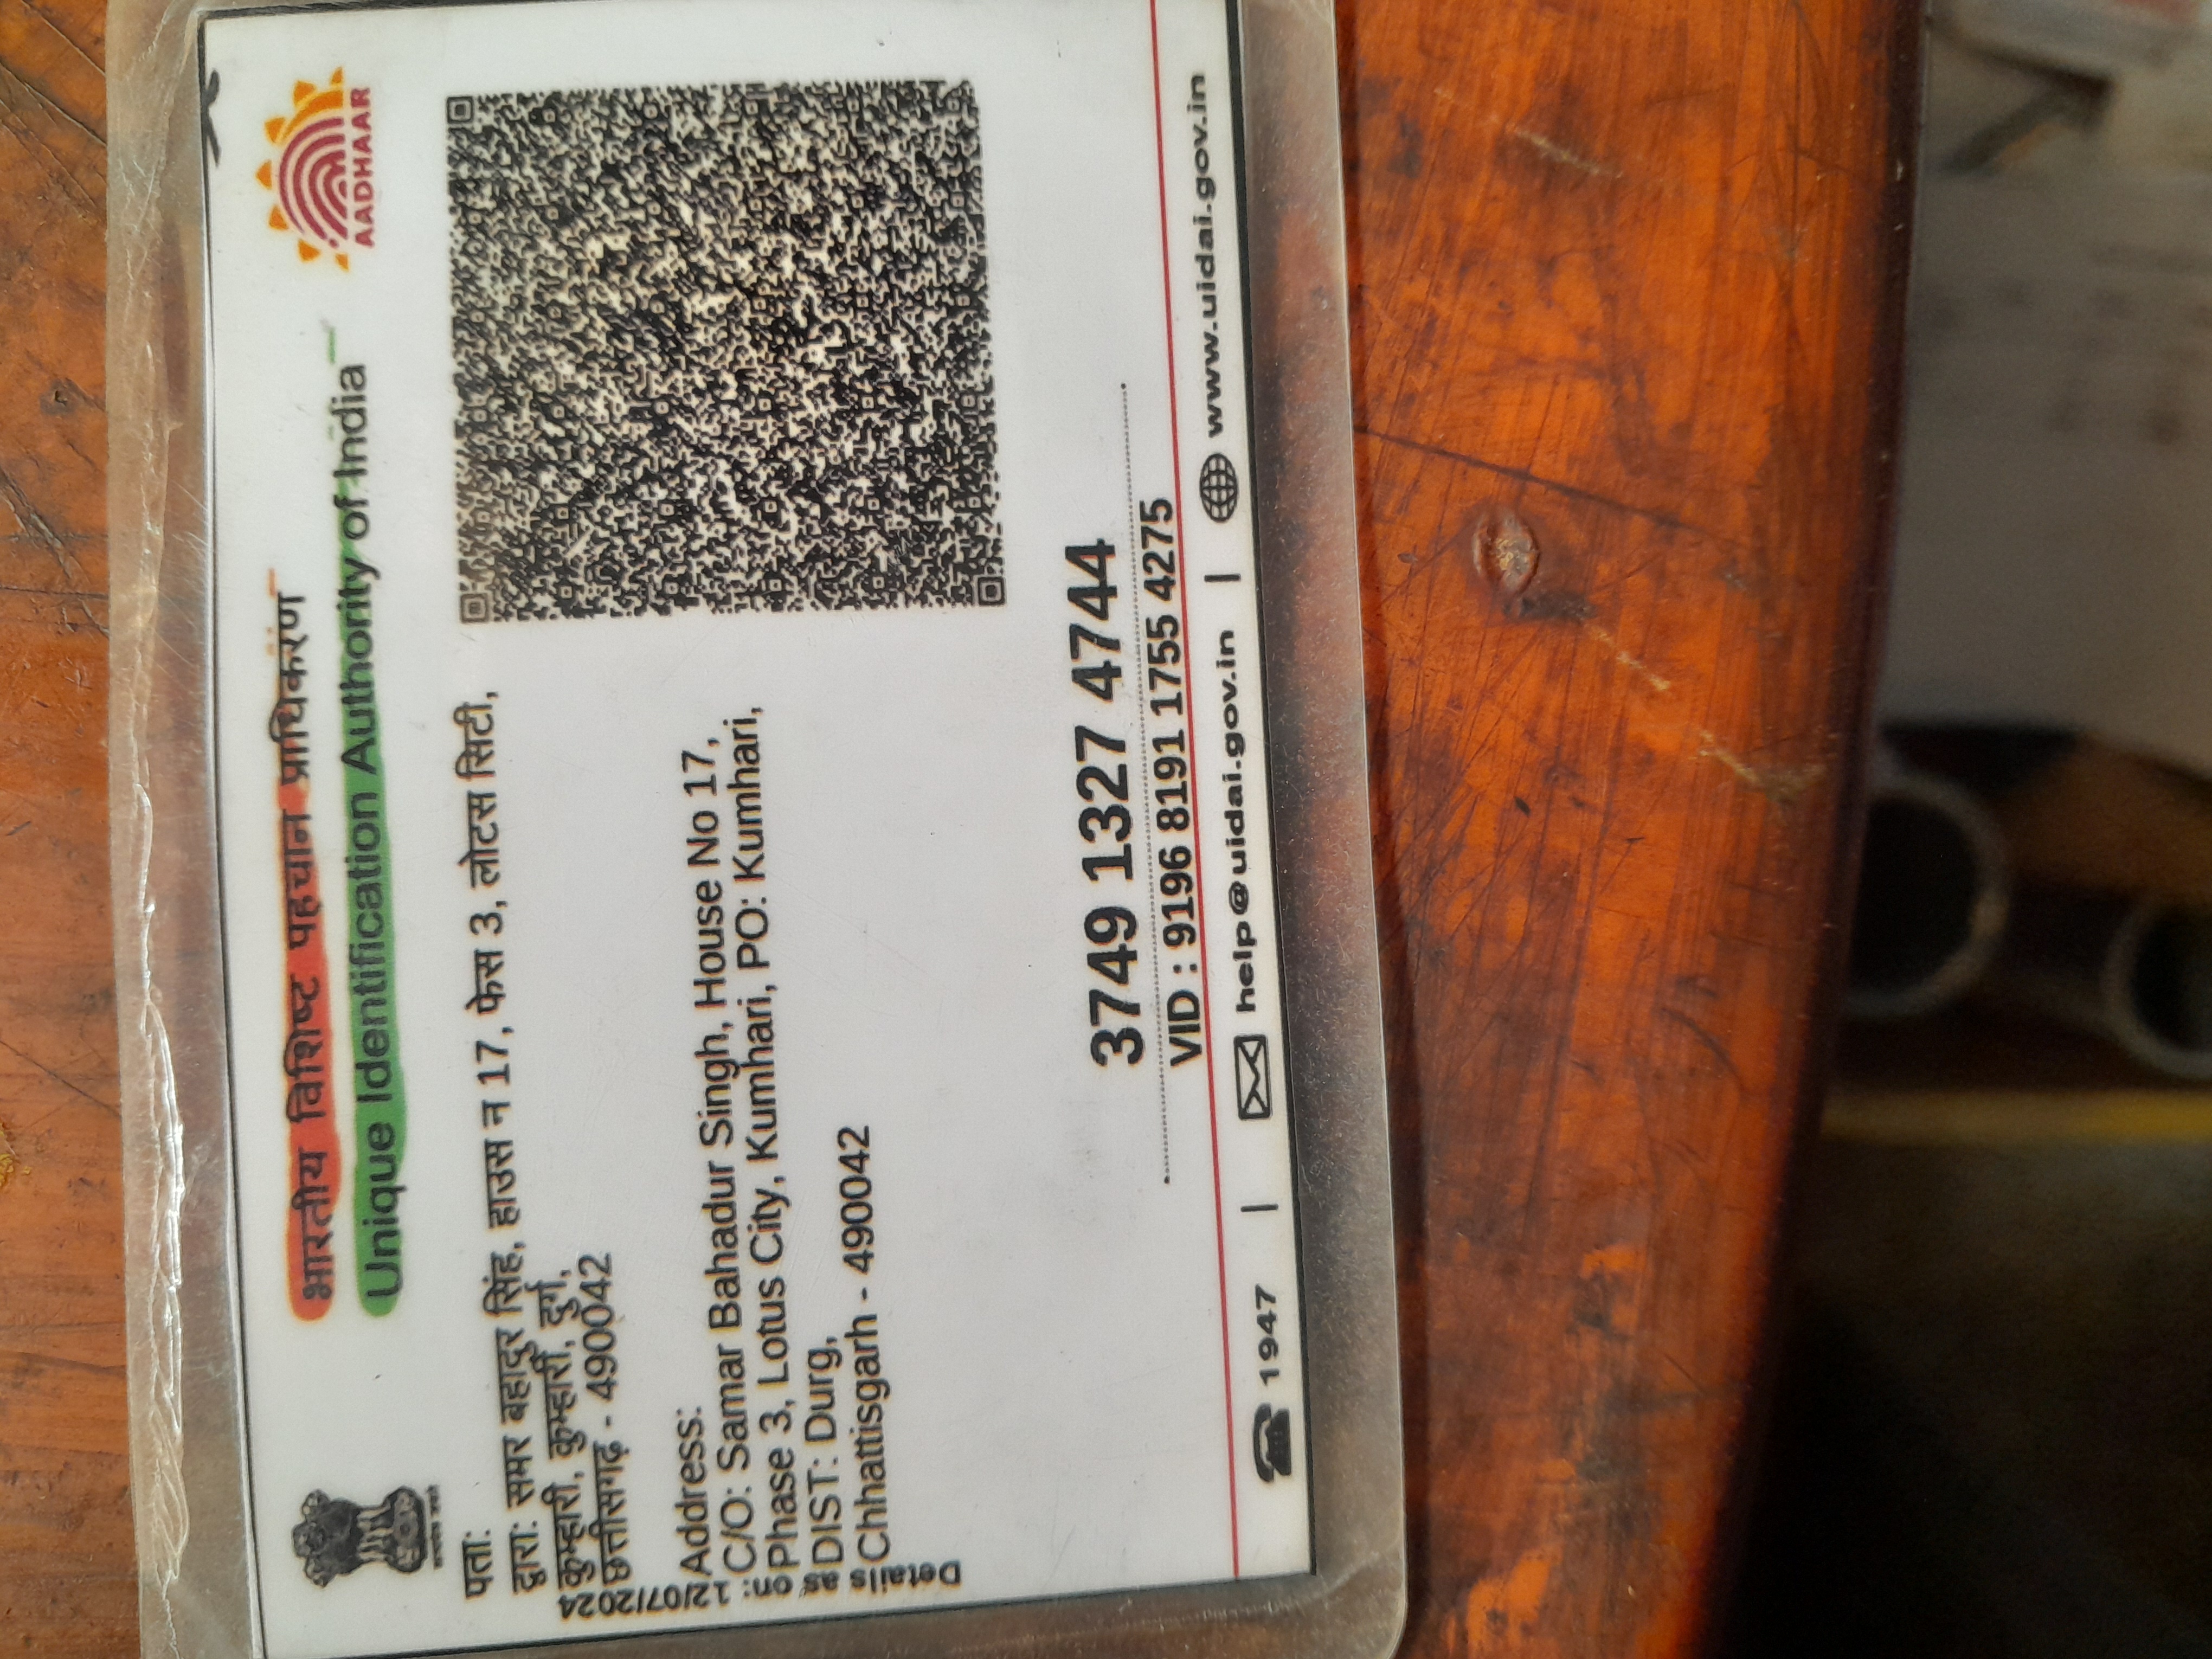 भारतीय विशिष्ट पहचान प्राधिकरण
Unique Identification Authority of India
AADHAAR
पता:
द्वारा: समर बहादुर सिंह, हाउस न 17, फेस 3, लोटस सिटी,
कुम्हारी, कुम्हारी, दुर्ग,
छत्तीसगढ़ - 490042
Address:
C/O: Samar Bahadur Singh, House No 17,
Phase 3, Lotus City, Kumhari, PO: Kumhari,
DIST: Durg,
Chhattisgarh - 490042
Details as on: 12/07/2024
3749 1327 4744
VID : 9196 8191 1755 4275
1947 | help@uidai.gov.in | www.uidai.gov.in